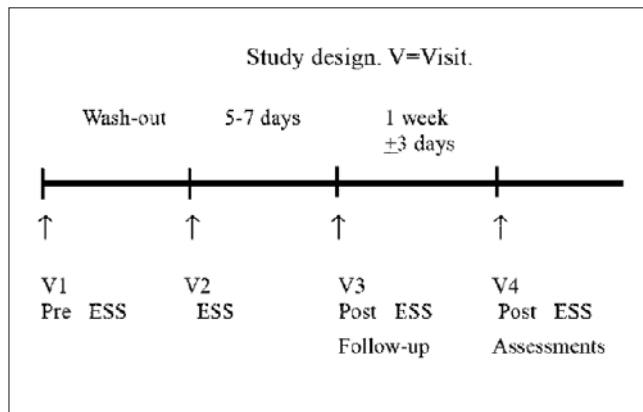 Study design. V=Visit.
Wash-out 5-7 days 1 week
±3 days
V1 V2 V3 V4
Pre ESS ESS Post ESS Post ESS
Follow-up Assessments